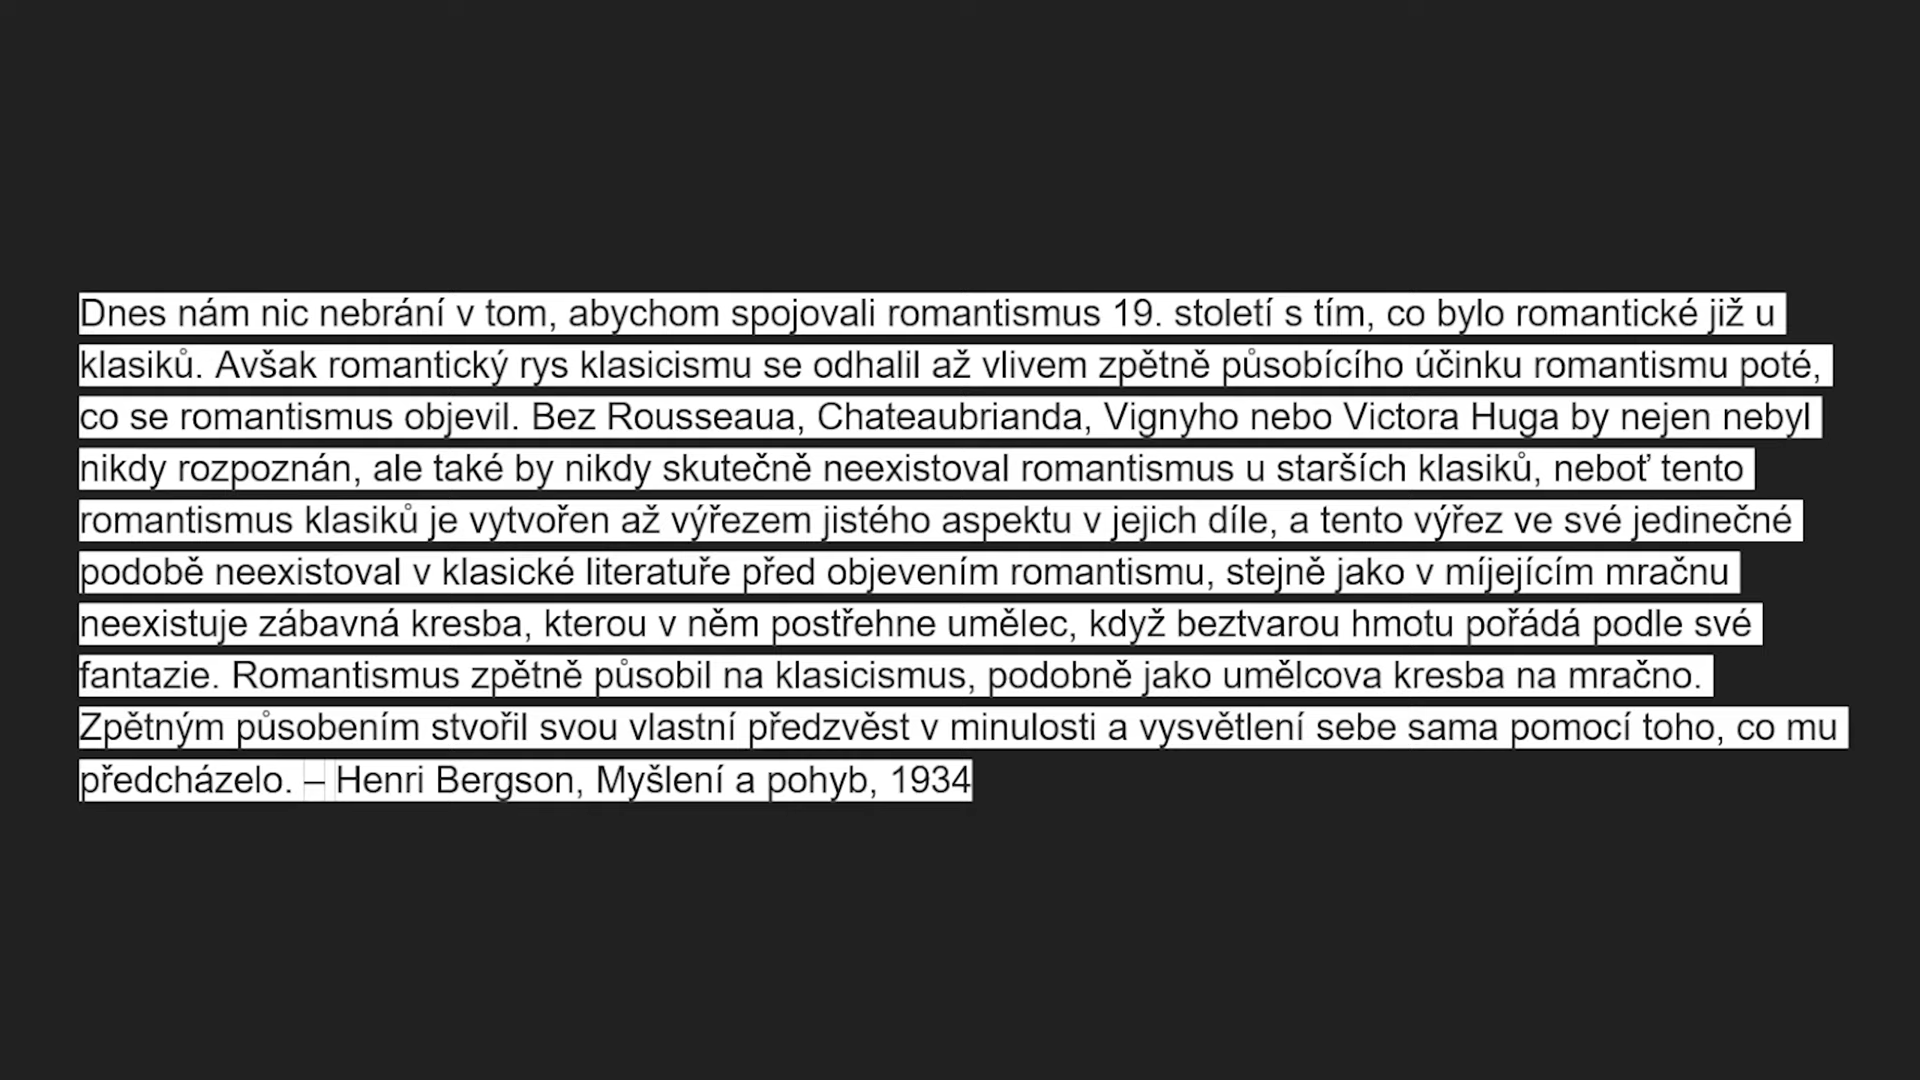 Dnes nám nic nebrání v tom, abychom spojovali romantismus 19. století s tím, co bylo romantické již u
klasiků. Avšak romantický rys klasicismu se odhalil až vlivem zpětně působícího účinku romantismu poté,
co se romantismus objevil. Bez Rousseaua, Chateaubrianda, Vignyho nebo Victora Huga by nejen nebyl
nikdy rozpoznán, ale také by nikdy skutečně neexistoval romantismus u starších klasiků, neboť tento
romantismus klasiků je vytvořen až výřezem jistého aspektu v jejich díle, a tento výřez ve své jedinečné
podobě neexistoval v klasické literatuře před objevením romantismu, stejně jako v míjejícím mračnu
neexistuje zábavná kresba, kterou v něm postřehne umělec, když beztvarou hmotu pořádá podle své
fantazie. Romantismus zpětně působil na klasicismus, podobně jako umělcova kresba na mračno.
Zpětným působením stvořil svou vlastní předzvěst v minulosti a vysvětlení sebe sama pomocí toho, co mu
předcházelo. – Henri Bergson, Myšlení a pohyb, 1934